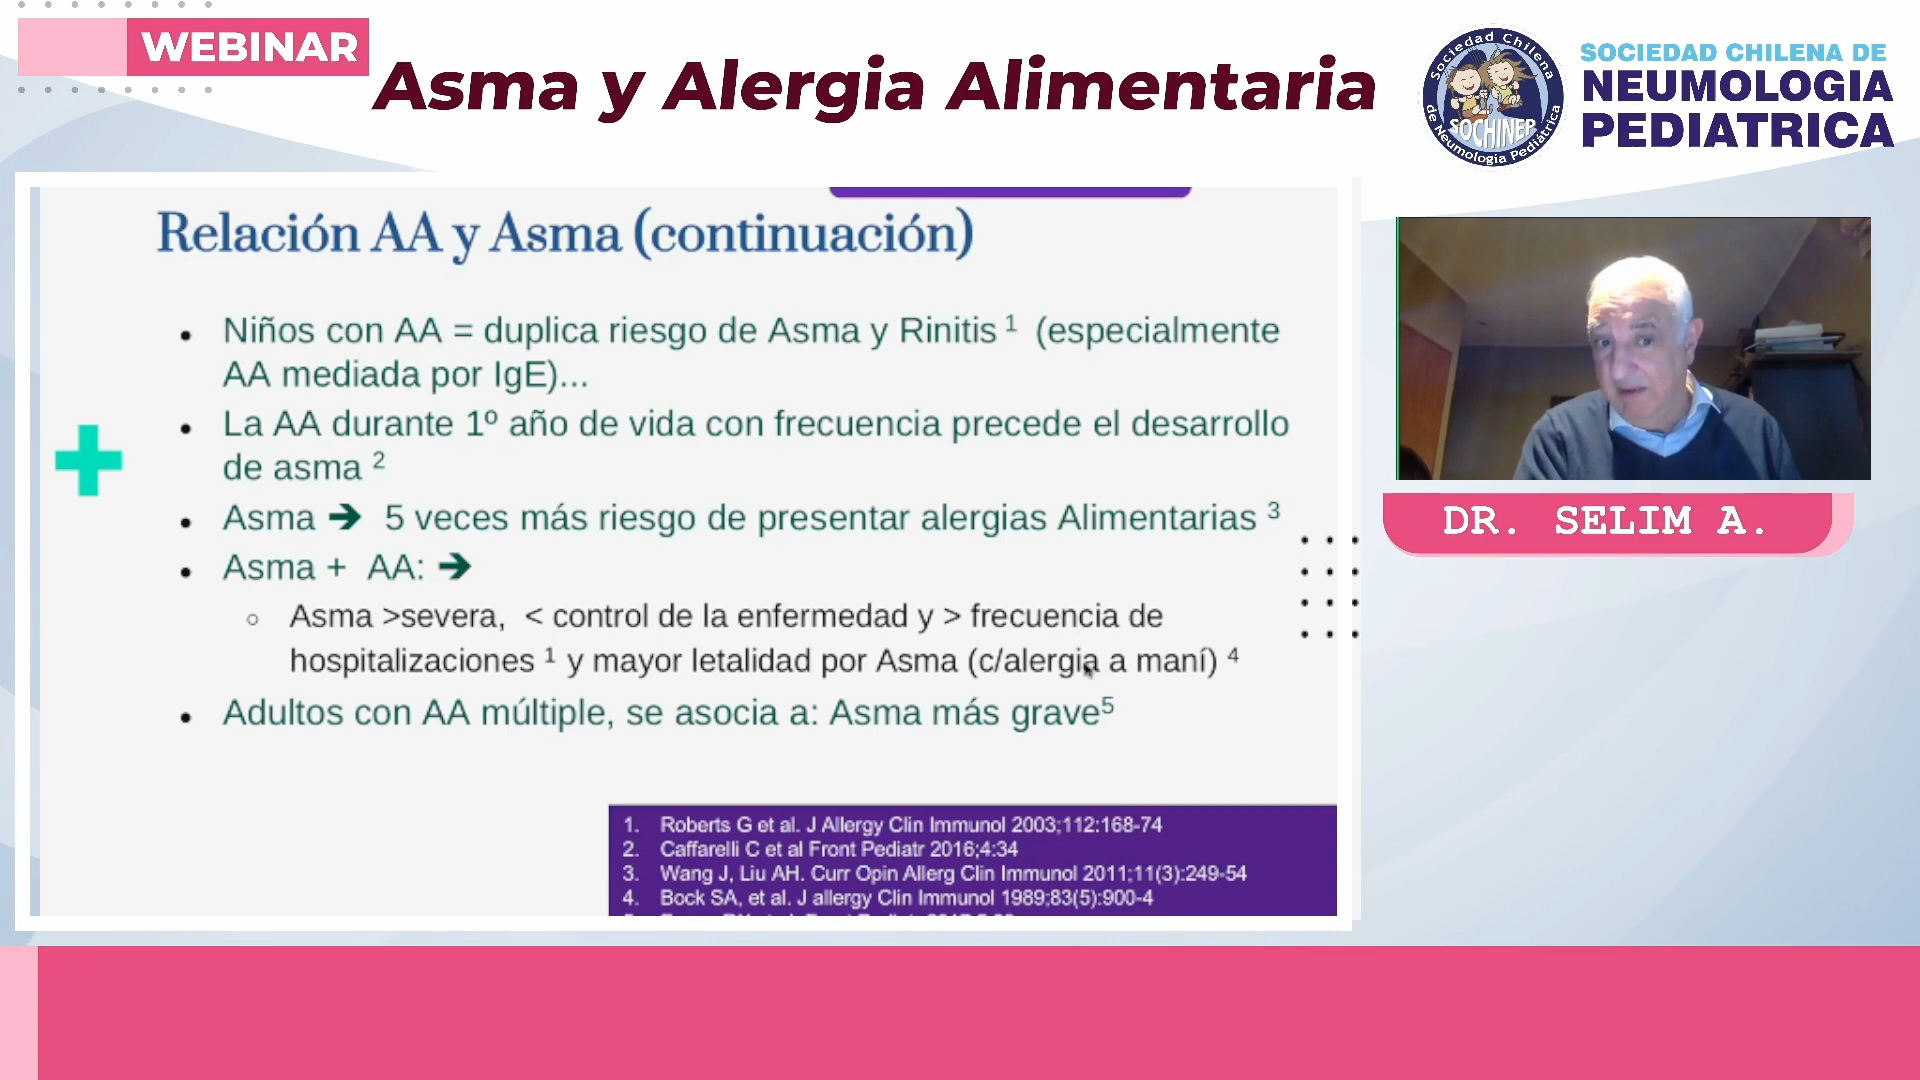 WEBINAR
Asma y Alergia Alimentaria
Sociedad Chilena
de Neumología Pediátrica
SOCHINEP
SOCIEDAD CHILENA DE
NEUMOLOGIA
PEDIATRICA
Relación AA y Asma (continuación)
• Niños con AA = duplica riesgo de Asma y Rinitis ¹ (especialmente
AA mediada por IgE)...
• La AA durante 1º año de vida con frecuencia precede el desarrollo
de asma ²
• Asma ➔ 5 veces más riesgo de presentar alergias Alimentarias ³
• Asma + AA: ➔
○ Asma >severa, < control de la enfermedad y > frecuencia de
hospitalizaciones ¹ y mayor letalidad por Asma (c/alergia a maní) ⁴
• Adultos con AA múltiple, se asocia a: Asma más grave⁵
1. Roberts G et al. J Allergy Clin Immunol 2003;112:168-74
2. Caffarelli C et al Front Pediatr 2016;4:34
3. Wang J, Liu AH. Curr Opin Allerg Clin Immunol 2011;11(3):249-54
4. Bock SA, et al. J allergy Clin Immunol 1989;83(5):900-4
DR. SELIM A.